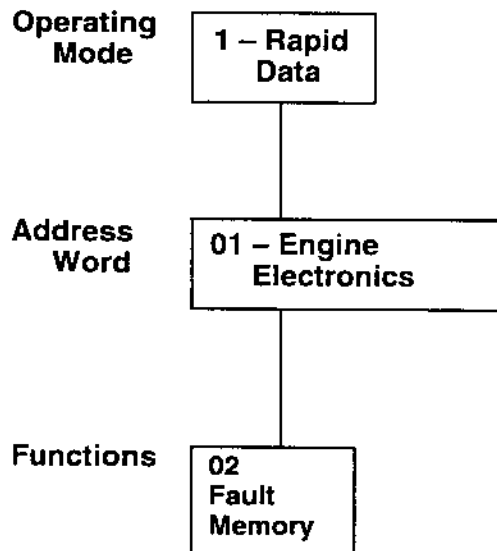 Operating
Mode
1 – Rapid
Data
Address
Word
01 – Engine
Electronics
Functions
02
Fault
Memory